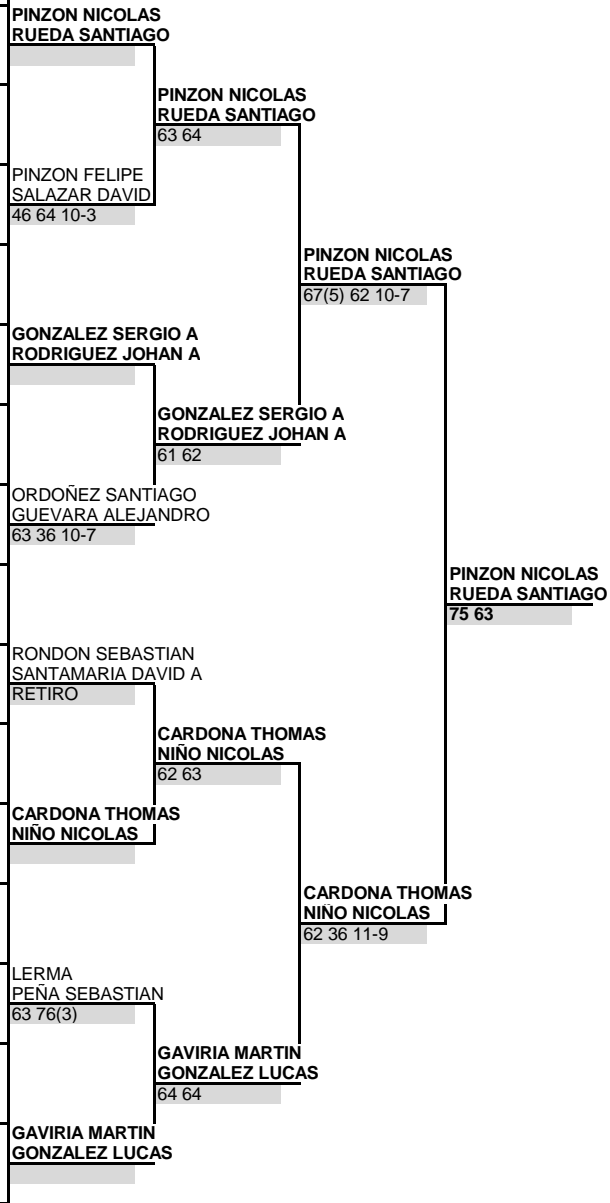 PINZON NICOLAS
RUEDA SANTIAGO
PINZON NICOLAS
RUEDA SANTIAGO
63 64
PINZON FELIPE
SALAZAR DAVID
46 64 10-3
PINZON NICOLAS
RUEDA SANTIAGO
67(5) 62 10-7
GONZALEZ SERGIO A
RODRIGUEZ JOHAN A
GONZALEZ SERGIO A
RODRIGUEZ JOHAN A
61 62
ORDOÑEZ SANTIAGO
GUEVARA ALEJANDRO
63 36 10-7
PINZON NICOLAS
RUEDA SANTIAGO
75 63
RONDON SEBASTIAN
SANTAMARIA DAVID A
RETIRO
CARDONA THOMAS
NIÑO NICOLAS
62 63
CARDONA THOMAS
NIÑO NICOLAS
CARDONA THOMAS
NIÑO NICOLAS
62 36 11-9
LERMA
PEÑA SEBASTIAN
63 76(3)
GAVIRIA MARTIN
GONZALEZ LUCAS
64 64
GAVIRIA MARTIN
GONZALEZ LUCAS